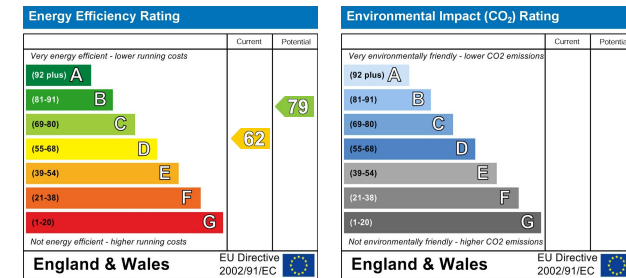 Energy Efficiency Rating
Current Potential
Very energy efficient - lower running costs
(92 plus) A
(81-91) B
79
(69-80) C
62
(55-68) D
(39-54) E
(21-38) F
(1-20) G
Not energy efficient - higher running costs
England & Wales
EU Directive
2002/91/EC
Environmental Impact (CO₂) Rating
Current Potential
Very environmentally friendly - lower CO2 emissions
(92 plus) A
(81-91) B
(69-80) C
(55-68) D
(39-54) E
(21-38) F
(1-20) G
Not environmentally friendly - higher CO2 emissions
England & Wales
EU Directive
2002/91/EC